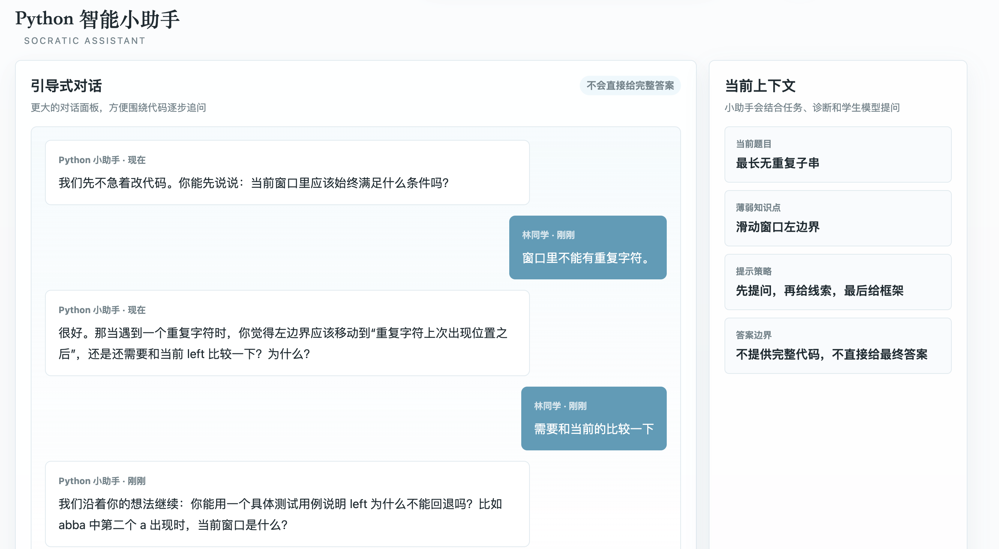 Python 智能小助手
SOCRATIC ASSISTANT
引导式对话
不会直接给完整答案
更大的对话面板，方便围绕代码逐步追问
Python 小助手 · 现在
我们先不急着改代码。你能先说说：当前窗口里应该始终满足什么条件吗？
林同学 · 刚刚
窗口里不能有重复字符。
Python 小助手 · 现在
很好。那当遇到一个重复字符时，你觉得左边界应该移动到“重复字符上次出现位置之
后”，还是还需要和当前 left 比较一下？为什么？
林同学 · 刚刚
需要和当前的比较一下
Python 小助手 · 刚刚
我们沿着你的想法继续：你能用一个具体测试用例说明 left 为什么不能回退吗？比如
abba 中第二个 a 出现时，当前窗口是什么？
当前上下文
小助手会结合任务、诊断和学生模型提问
当前题目
最长无重复子串
薄弱知识点
滑动窗口左边界
提示策略
先提问，再给线索，最后给框架
答案边界
不提供完整代码，不直接给最终答案